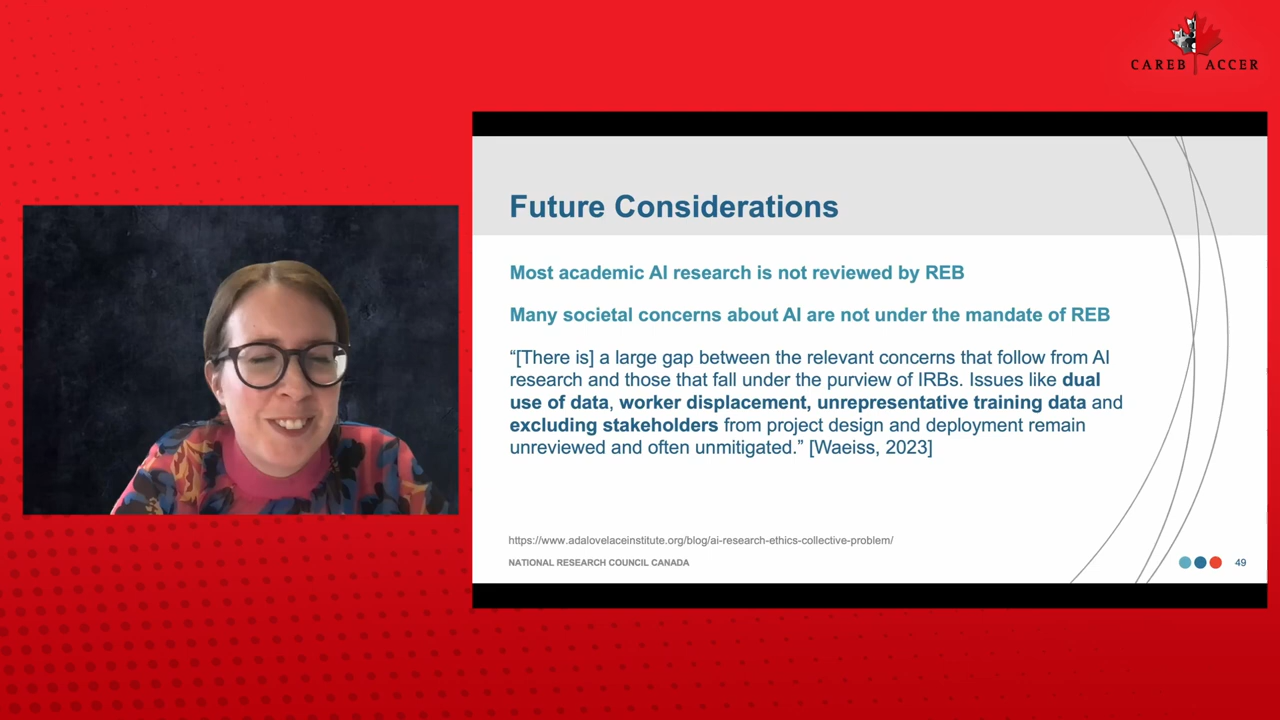 CAREB ACCER
Future Considerations
Most academic AI research is not reviewed by REB
Many societal concerns about AI are not under the mandate of REB
“[There is] a large gap between the relevant concerns that follow from AI
research and those that fall under the purview of IRBs. Issues like dual
use of data, worker displacement, unrepresentative training data and
excluding stakeholders from project design and deployment remain
unreviewed and often unmitigated.” [Waeiss, 2023]
https://www.adalovelaceinstitute.org/blog/ai-research-ethics-collective-problem/
NATIONAL RESEARCH COUNCIL CANADA
49